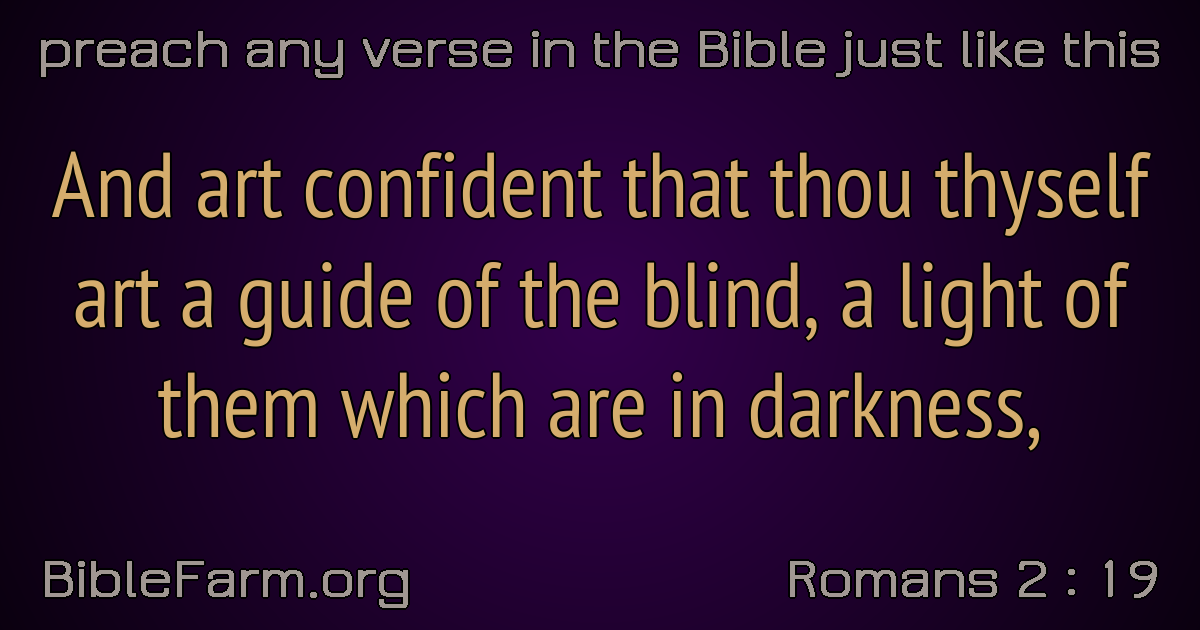 preach any verse in the Bible just like this
And art confident that thou thyself
art a guide of the blind, a light of
them which are in darkness,
BibleFarm.org
Romans 2 : 19